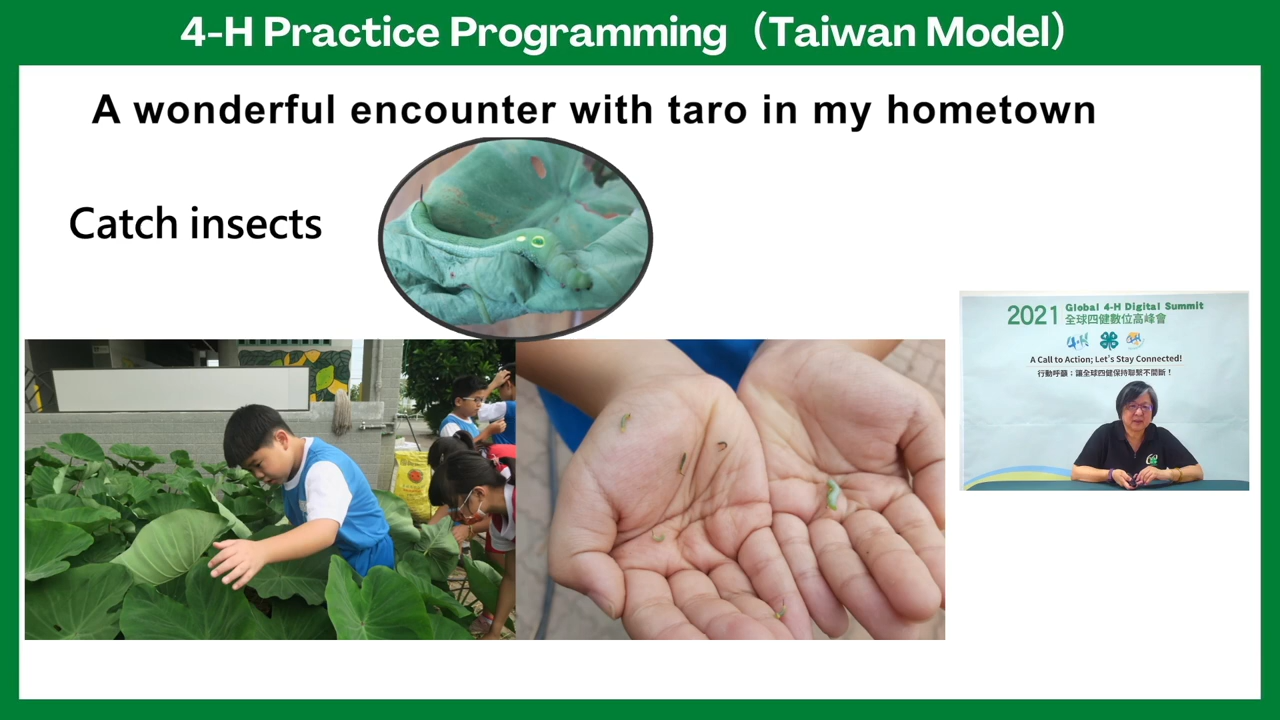 4-H Practice Programming（Taiwan Model）
A wonderful encounter with taro in my hometown
Catch insects
2021 Global 4-H Digital Summit
全球四健數位高峰會
A Call to Action; Let's Stay Connected!
行動呼籲；讓全球四健保持聯繫不間斷！